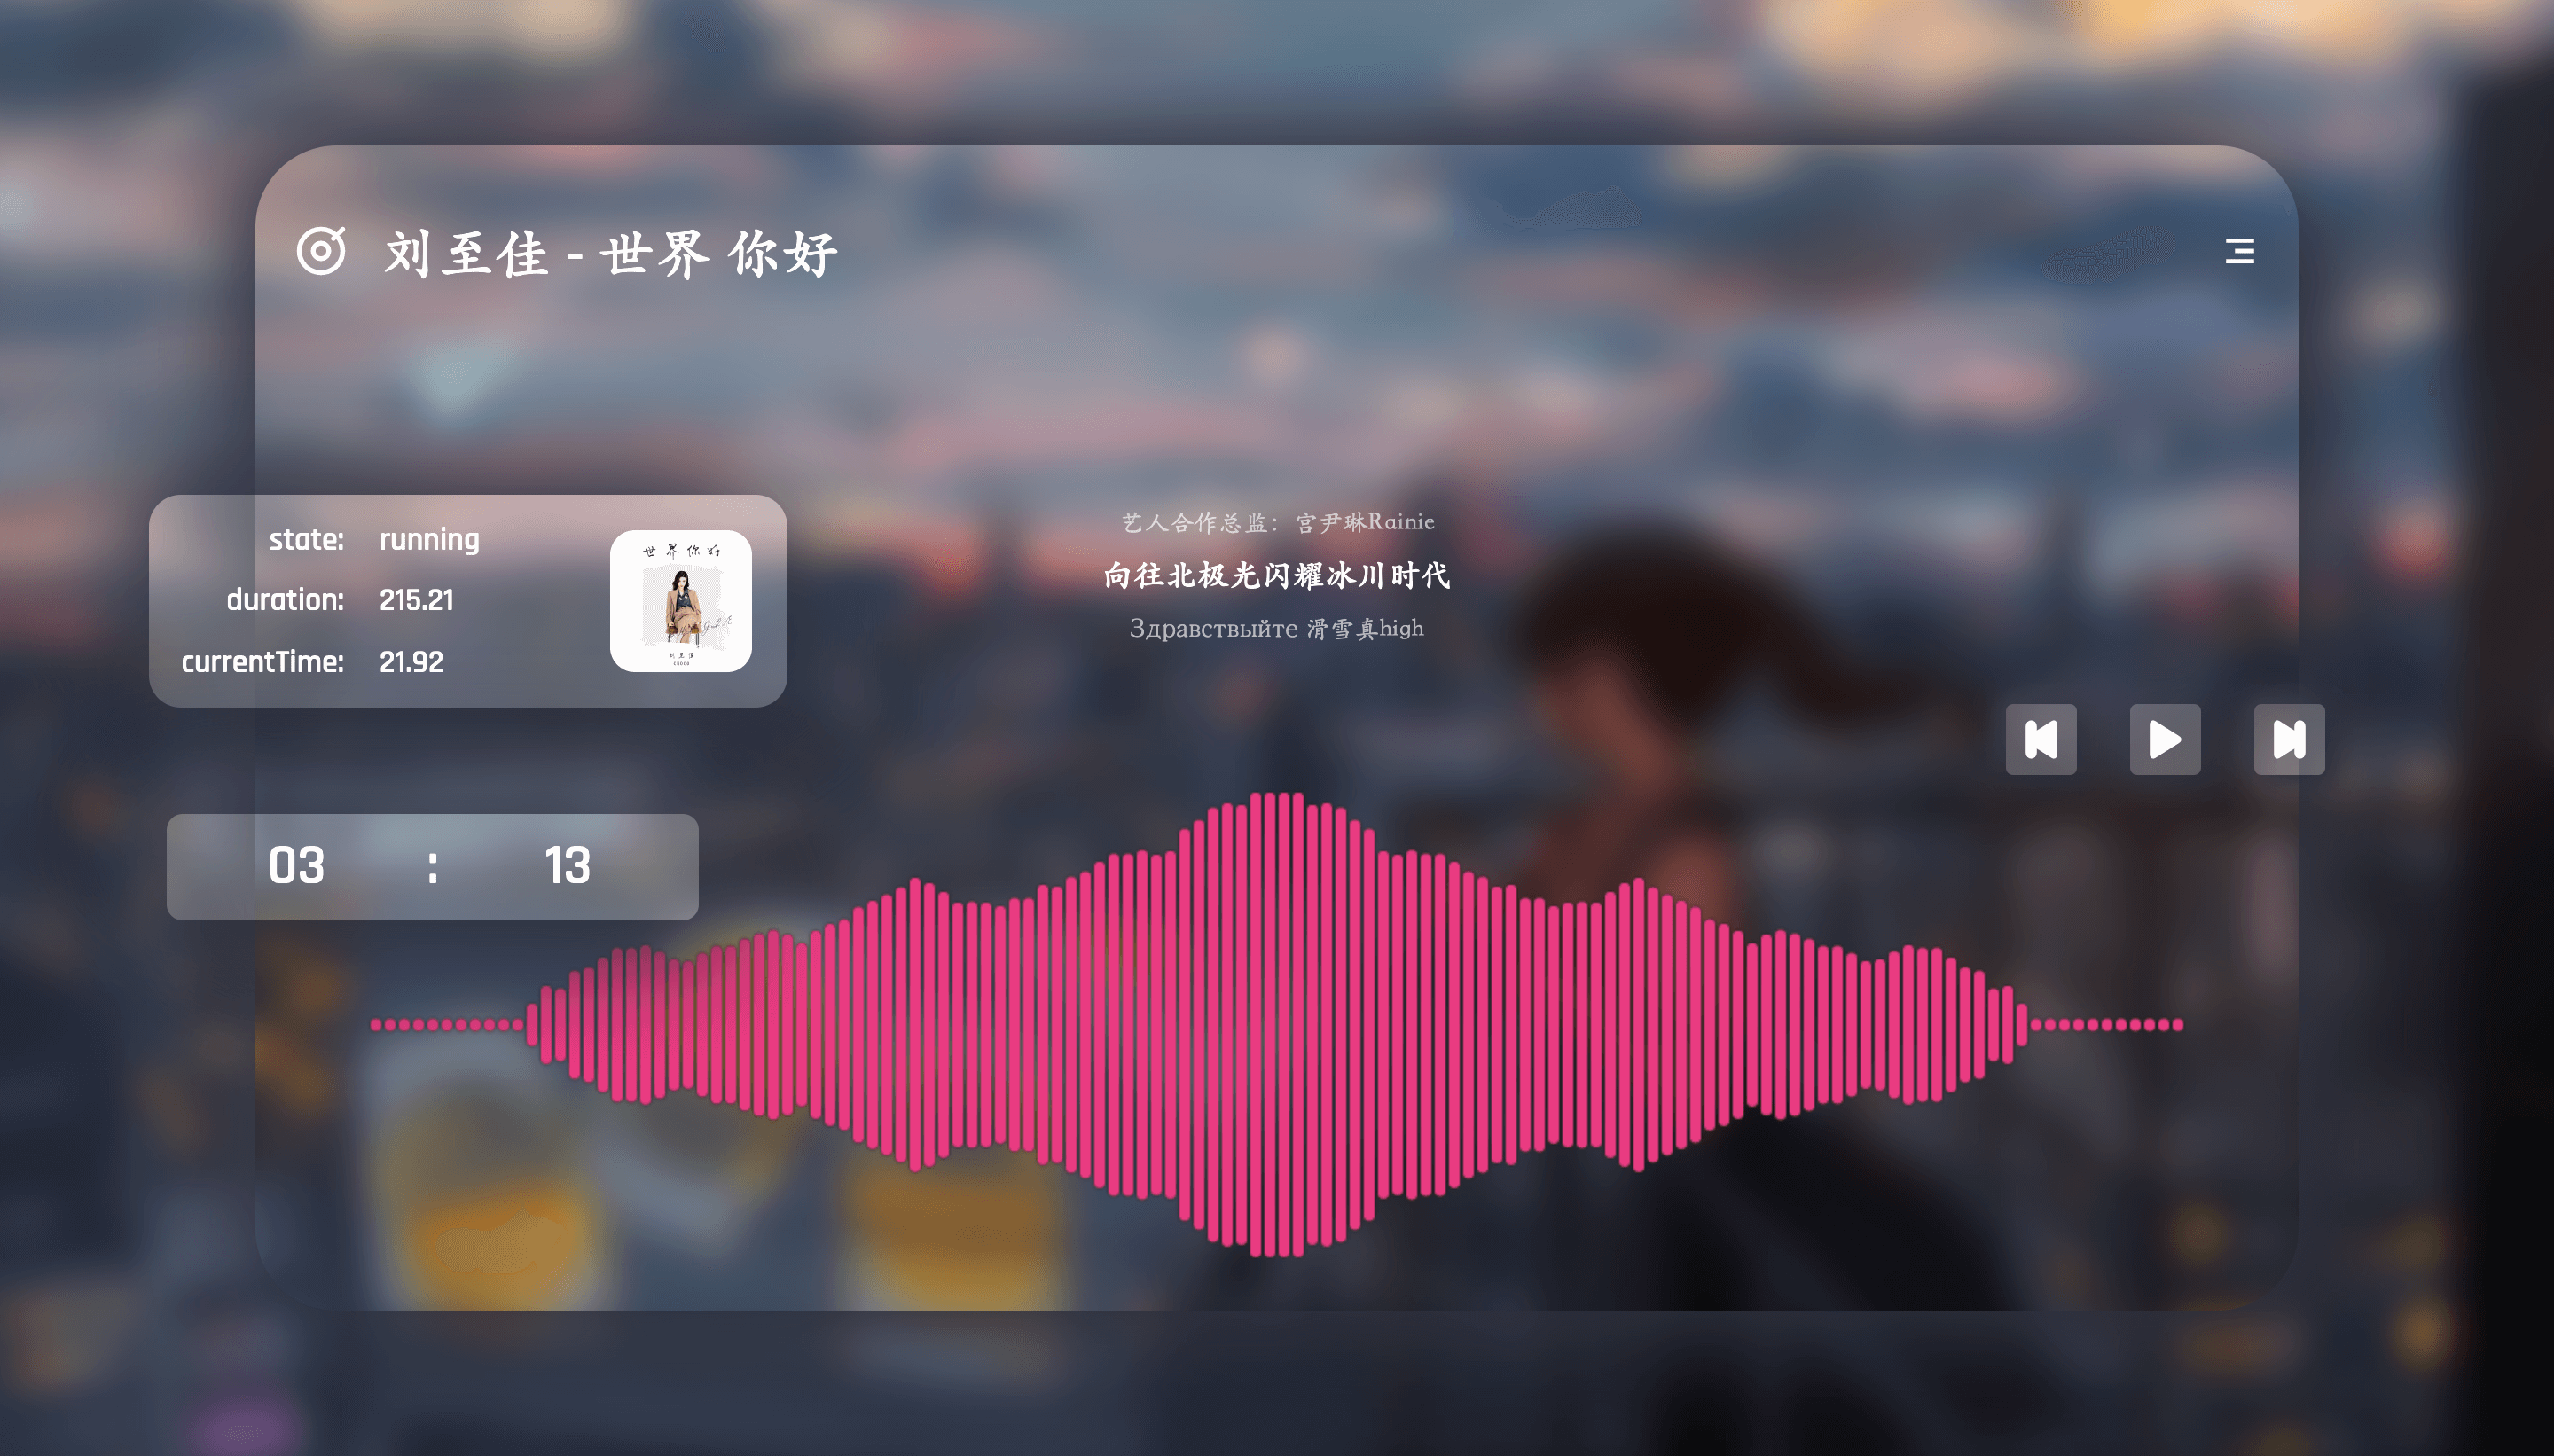 刘至佳 - 世界 你好
state: running
duration: 215.21
currentTime: 21.92
世界你好
刘至佳
艺人合作总监：宫尹琳Rainie
向往北极光闪耀冰川时代
Здравствыйте 滑雪真high
03 : 13